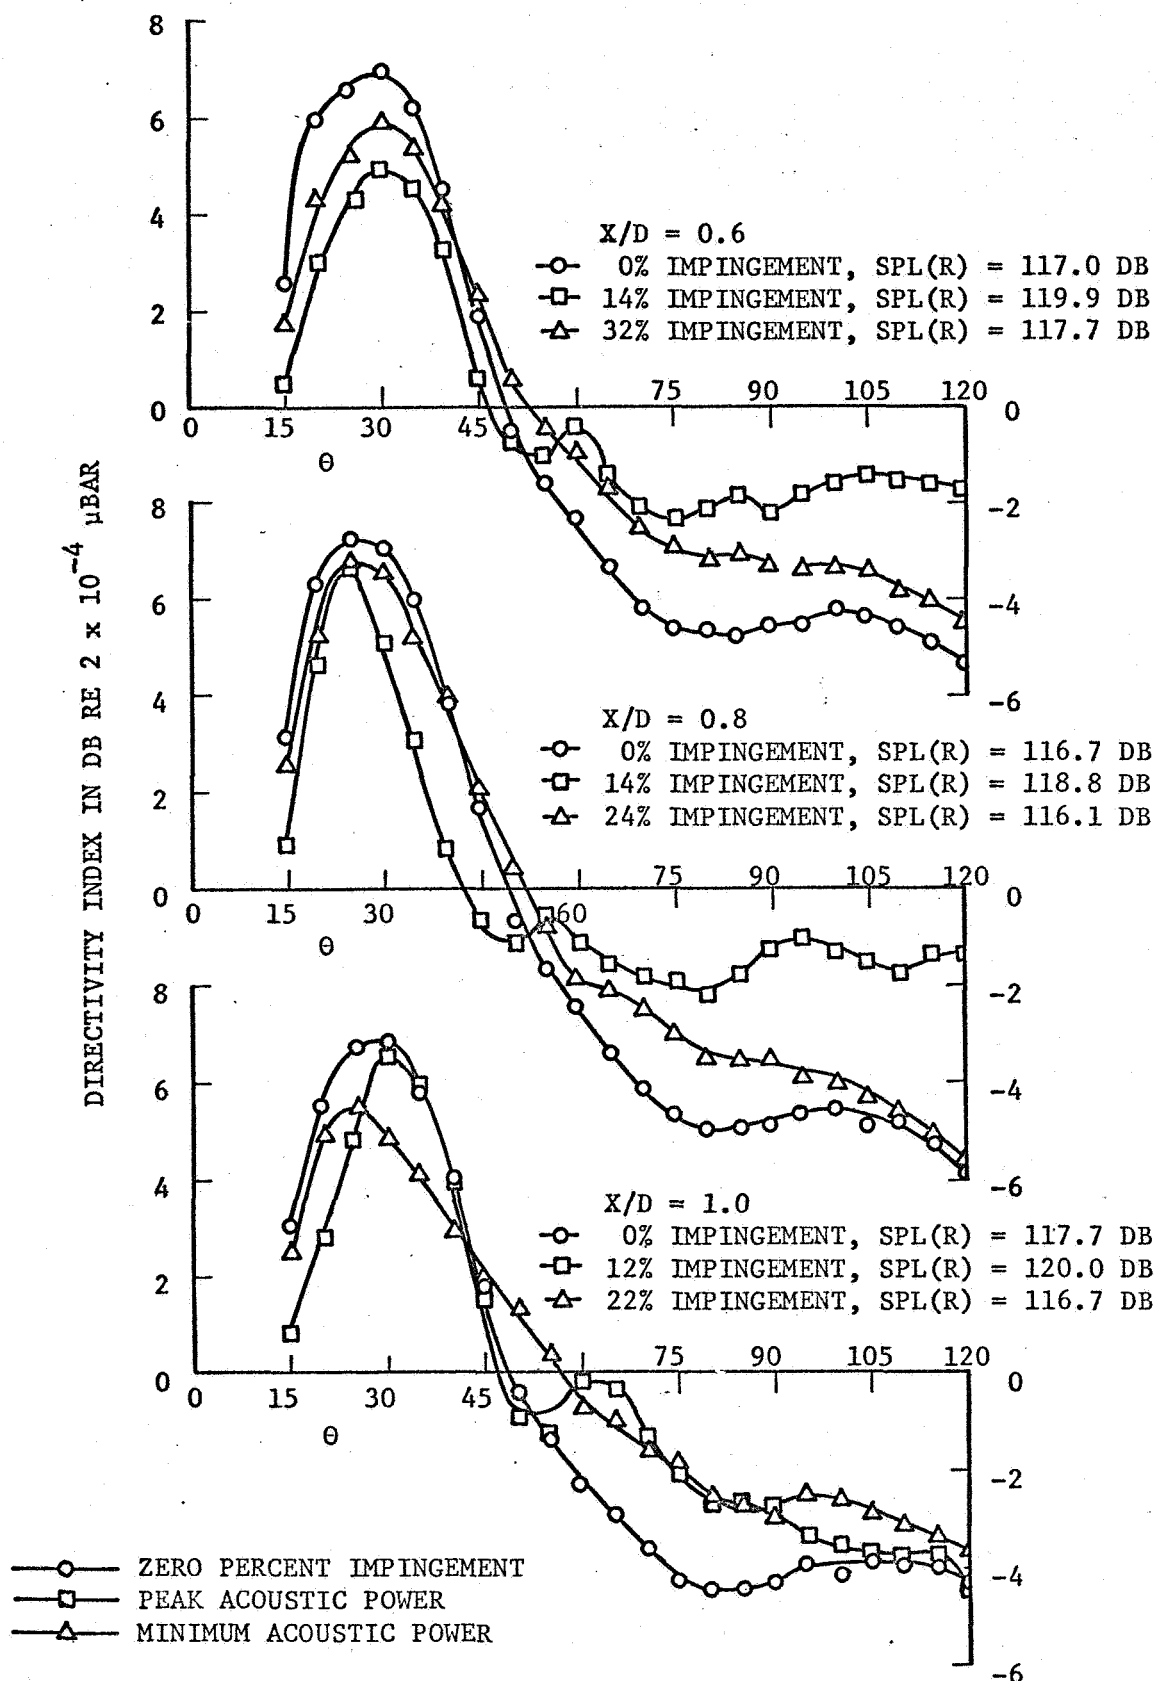 DIRECTIVITY INDEX IN DB RE 2 x 10⁻⁴ µBAR
8
6
4
2
0
X/D = 0.6
0% IMPINGEMENT, SPL(R) = 117.0 DB
14% IMPINGEMENT, SPL(R) = 119.9 DB
32% IMPINGEMENT, SPL(R) = 117.7 DB
75 90 105 120
0 15 30 45
θ
0
-2
-4
-6
8
6
4
2
0
X/D = 0.8
0% IMPINGEMENT, SPL(R) = 116.7 DB
14% IMPINGEMENT, SPL(R) = 118.8 DB
24% IMPINGEMENT, SPL(R) = 116.1 DB
75 90 105 120
0 15 30 60
θ
0
-2
-4
-6
8
6
4
2
0
X/D = 1.0
0% IMPINGEMENT, SPL(R) = 117.7 DB
12% IMPINGEMENT, SPL(R) = 120.0 DB
22% IMPINGEMENT, SPL(R) = 116.7 DB
75 90 105 120
0 15 30 45
θ
0
-2
-4
-6
ZERO PERCENT IMPINGEMENT
PEAK ACOUSTIC POWER
MINIMUM ACOUSTIC POWER